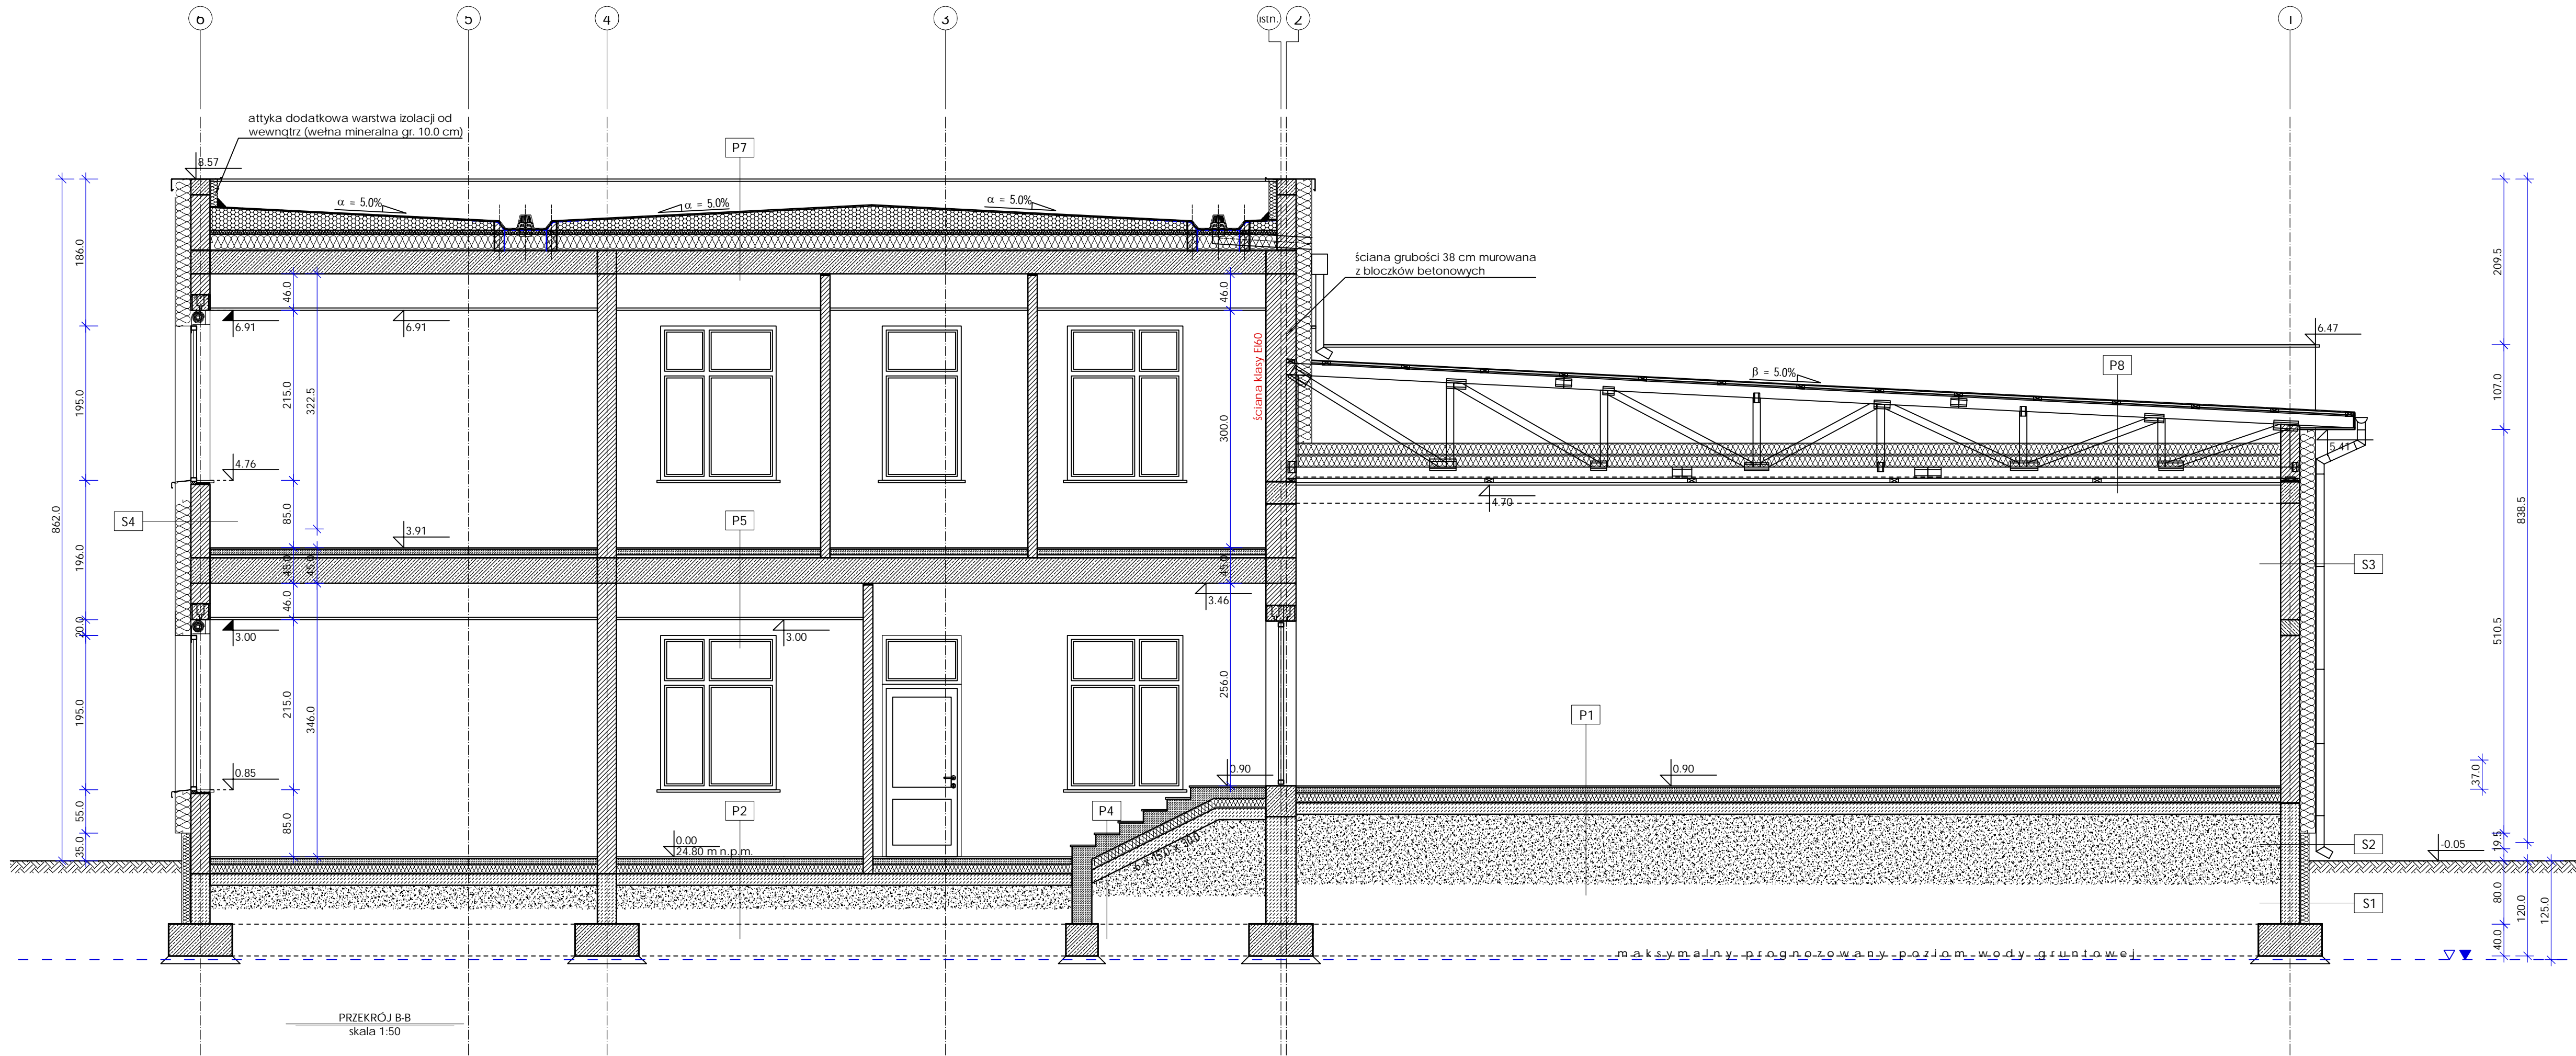 6
5
4
3
istn.
2
1
attyka dodatkowa warstwa izolacji od
wewnątrz (wełna mineralna gr. 10.0 cm)
P7
8.57
α = 5.0%
α = 5.0%
α = 5.0%
186.0
46.0
46.0
209.5
ściana grubości 38 cm murowana
z bloczków betonowych
6.91
6.91
6.47
ściana klasy EI60
P8
β = 5.0%
195.0
215.0
322.5
300.0
107.0
5.41
4.76
4.70
862.0
S4
85.0
P5
3.91
838.5
196.0
45.0
45.0
45.0
S3
46.0
3.46
20.0
3.00
3.00
510.5
195.0
215.0
346.0
256.0
P1
0.85
0.90
0.90
37.0
55.0
85.0
P2
P4
35.0
0.00
24.80 m n.p.m.
6 x 15.0 x 30.0
19.5
S2
-0.05
80.0
S1
120.0
125.0
40.0
maksymalny prognozowany poziom wody gruntowej
PRZEKRÓJ B-B
skala 1:50